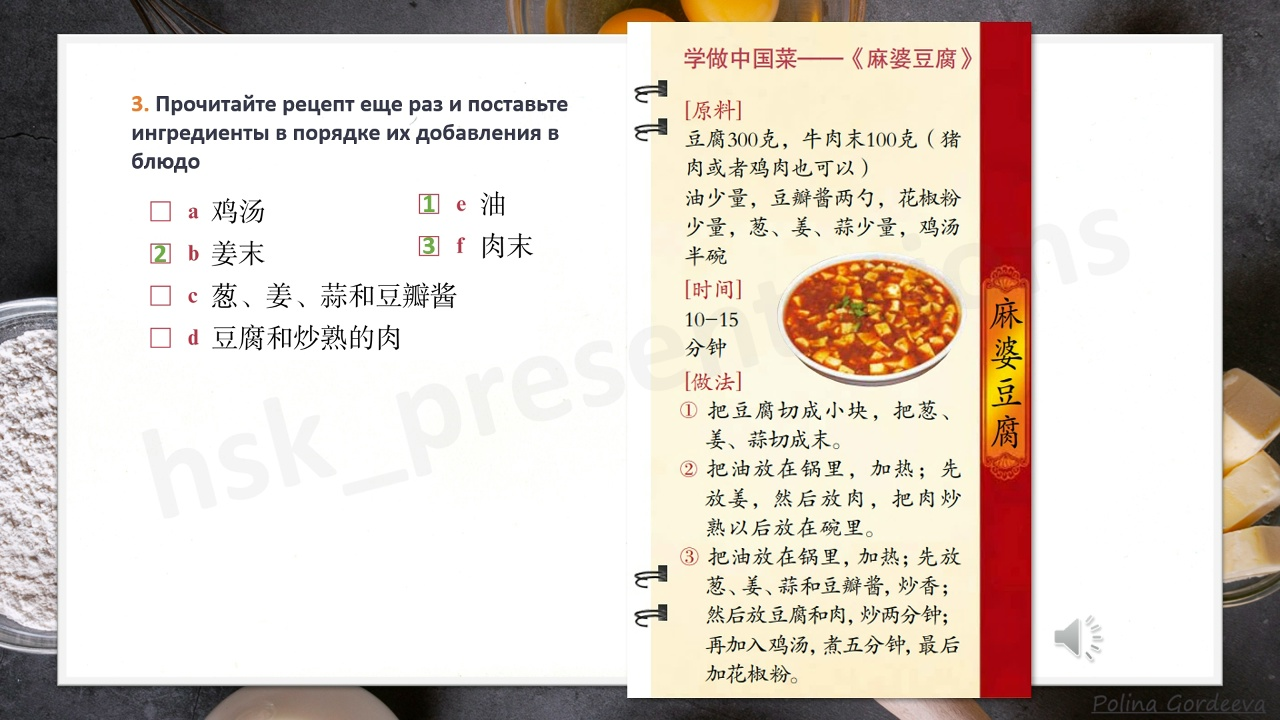 3. Прочитайте рецепт еще раз и поставьте
ингредиенты в порядке их добавления в
блюдо
a 鸡汤
2 b 姜末
c 葱、姜、蒜和豆瓣酱
d 豆腐和炒熟的肉
1 e 油
3 f 肉末
学做中国菜——《麻婆豆腐》
[原料]
豆腐300克，牛肉末100克（猪
肉或者鸡肉也可以）
油少量，豆瓣酱两勺，花椒粉
少量，葱、姜、蒜少量，鸡汤
半碗
[时间]
10–15
分钟
[做法]
① 把豆腐切成小块，把葱、
姜、蒜切成末。
② 把油放在锅里，加热；先
放姜，然后放肉，把肉炒
熟以后放在碗里。
③ 把油放在锅里，加热；先放
葱、姜、蒜和豆瓣酱，炒香；
然后放豆腐和肉，炒两分钟；
再加入鸡汤，煮五分钟，最后
加花椒粉。
麻婆豆腐
hsk_presentations
Polina Gordeeva